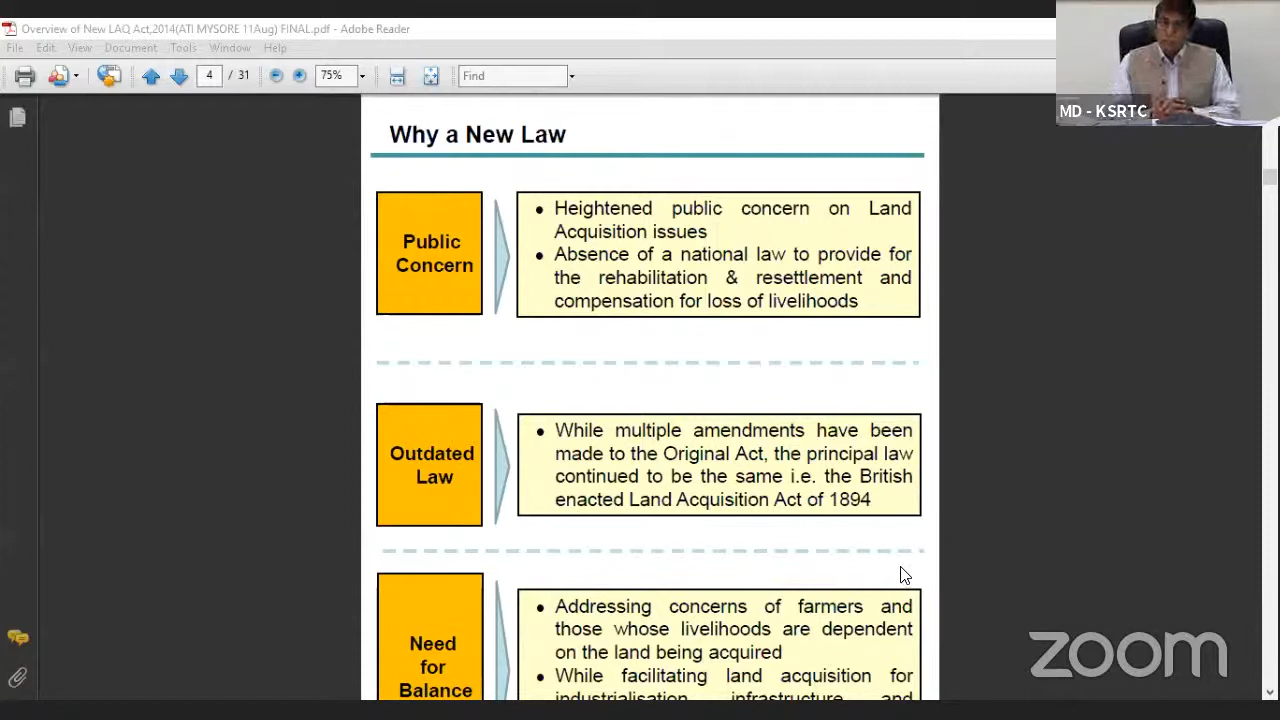 Overview of New LAQ Act,2014(ATI MYSORE 11Aug) FINAL.pdf - Adobe Reader
File Edit View Document Tools Window Help
4 / 31 75% Find
MD - KSRTC
Why a New Law
Public
Concern
• Heightened public concern on Land
Acquisition issues
• Absence of a national law to provide for
the rehabilitation & resettlement and
compensation for loss of livelihoods
Outdated
Law
• While multiple amendments have been
made to the Original Act, the principal law
continued to be the same i.e. the British
enacted Land Acquisition Act of 1894
Need
for
Balance
• Addressing concerns of farmers and
those whose livelihoods are dependent
on the land being acquired
• While facilitating land acquisition for
industrialisation, infrastructure and
zoom